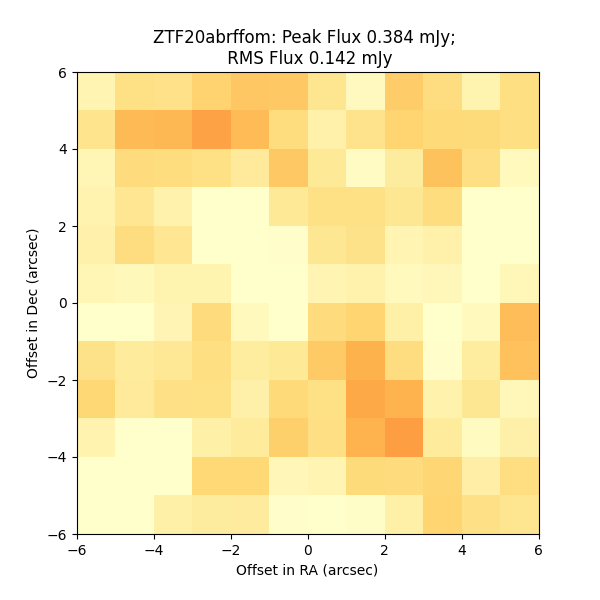 ZTF20abrffom: Peak Flux 0.384 mJy;
RMS Flux 0.142 mJy
6
4
2
0
−2
−4
−6
Offset in Dec (arcsec)
−6 −4 −2 0 2 4 6
Offset in RA (arcsec)